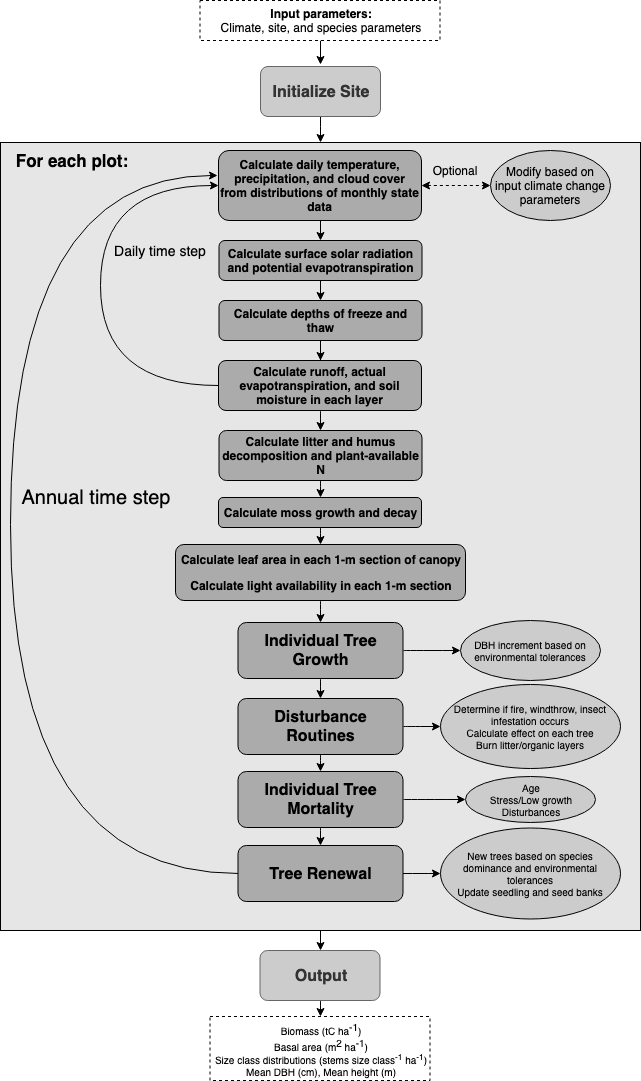 Input parameters:
Climate, site, and species parameters
Initialize Site
For each plot:
Calculate daily temperature,
precipitation, and cloud cover
from distributions of monthly state
data
Optional
Modify based on
input climate change
parameters
Daily time step
Calculate surface solar radiation
and potential evapotranspiration
Calculate depths of freeze and
thaw
Calculate runoff, actual
evapotranspiration, and soil
moisture in each layer
Calculate litter and humus
decomposition and plant-available
N
Annual time step
Calculate moss growth and decay
Calculate leaf area in each 1-m section of canopy
Calculate light availability in each 1-m section
Individual Tree
Growth
DBH increment based on
environmental tolerances
Disturbance
Routines
Determine if fire, windthrow, insect
infestation occurs
Calculate effect on each tree
Burn litter/organic layers
Individual Tree
Mortality
Age
Stress/Low growth
Disturbances
Tree Renewal
New trees based on species
dominance and environmental
tolerances
Update seedling and seed banks
Output
Biomass (tC ha⁻¹)
Basal area (m² ha⁻¹)
Size class distributions (stems size class⁻¹ ha⁻¹)
Mean DBH (cm), Mean height (m)